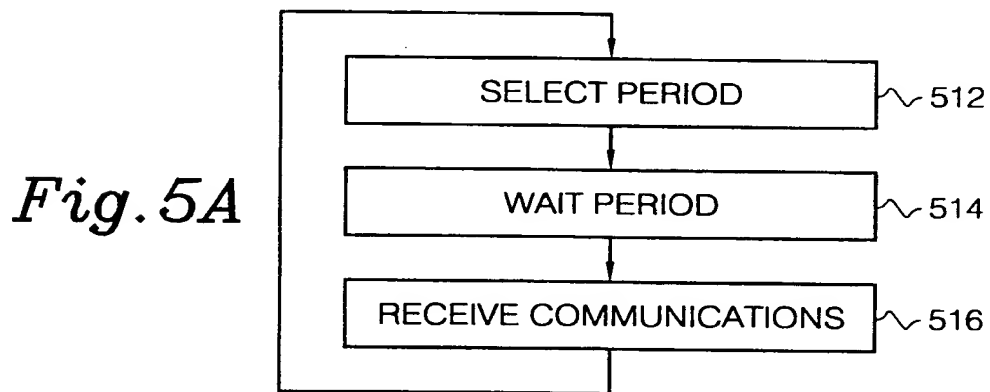 SELECT PERIOD
512
WAIT PERIOD
514
RECEIVE COMMUNICATIONS
516
Fig. 5A